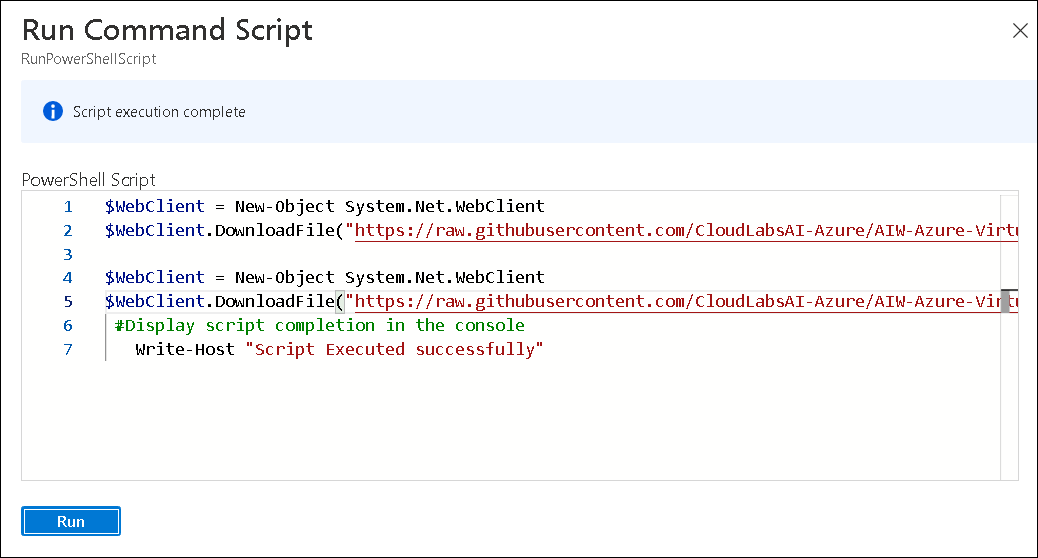 Run Command Script
RunPowerShellScript
Script execution complete
PowerShell Script
1 $WebClient = New-Object System.Net.WebClient
2 $WebClient.DownloadFile("https://raw.githubusercontent.com/CloudLabsAI-Azure/AIW-Azure-Virtu
3
4 $WebClient = New-Object System.Net.WebClient
5 $WebClient.DownloadFile("https://raw.githubusercontent.com/CloudLabsAI-Azure/AIW-Azure-Virtu
6 #Display script completion in the console
7 Write-Host "Script Executed successfully"
Run